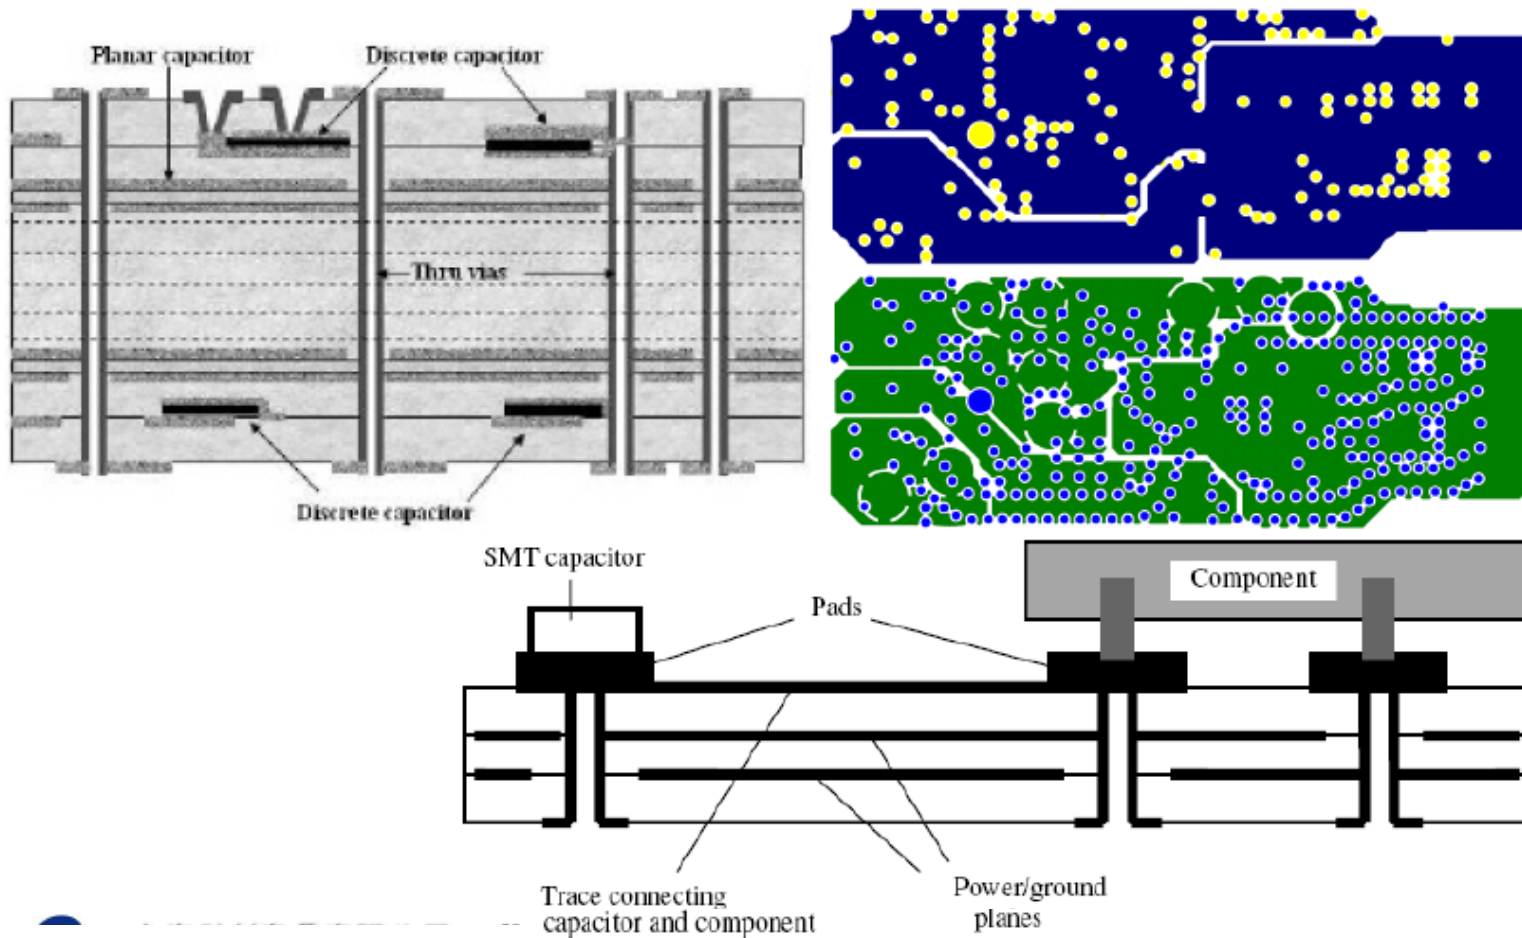 Planar capacitor
Discrete capacitor
Thru vias
Discrete capacitor
SMT capacitor
Pads
Component
Trace connecting
capacitor and component
Power/ground
planes